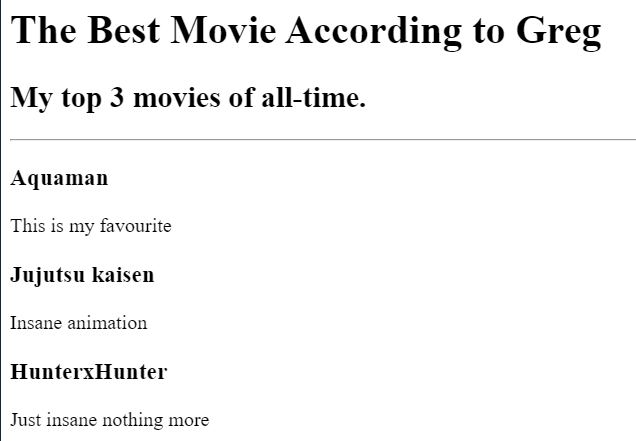 The Best Movie According to Greg
My top 3 movies of all-time.
Aquaman
This is my favourite
Jujutsu kaisen
Insane animation
HunterxHunter
Just insane nothing more